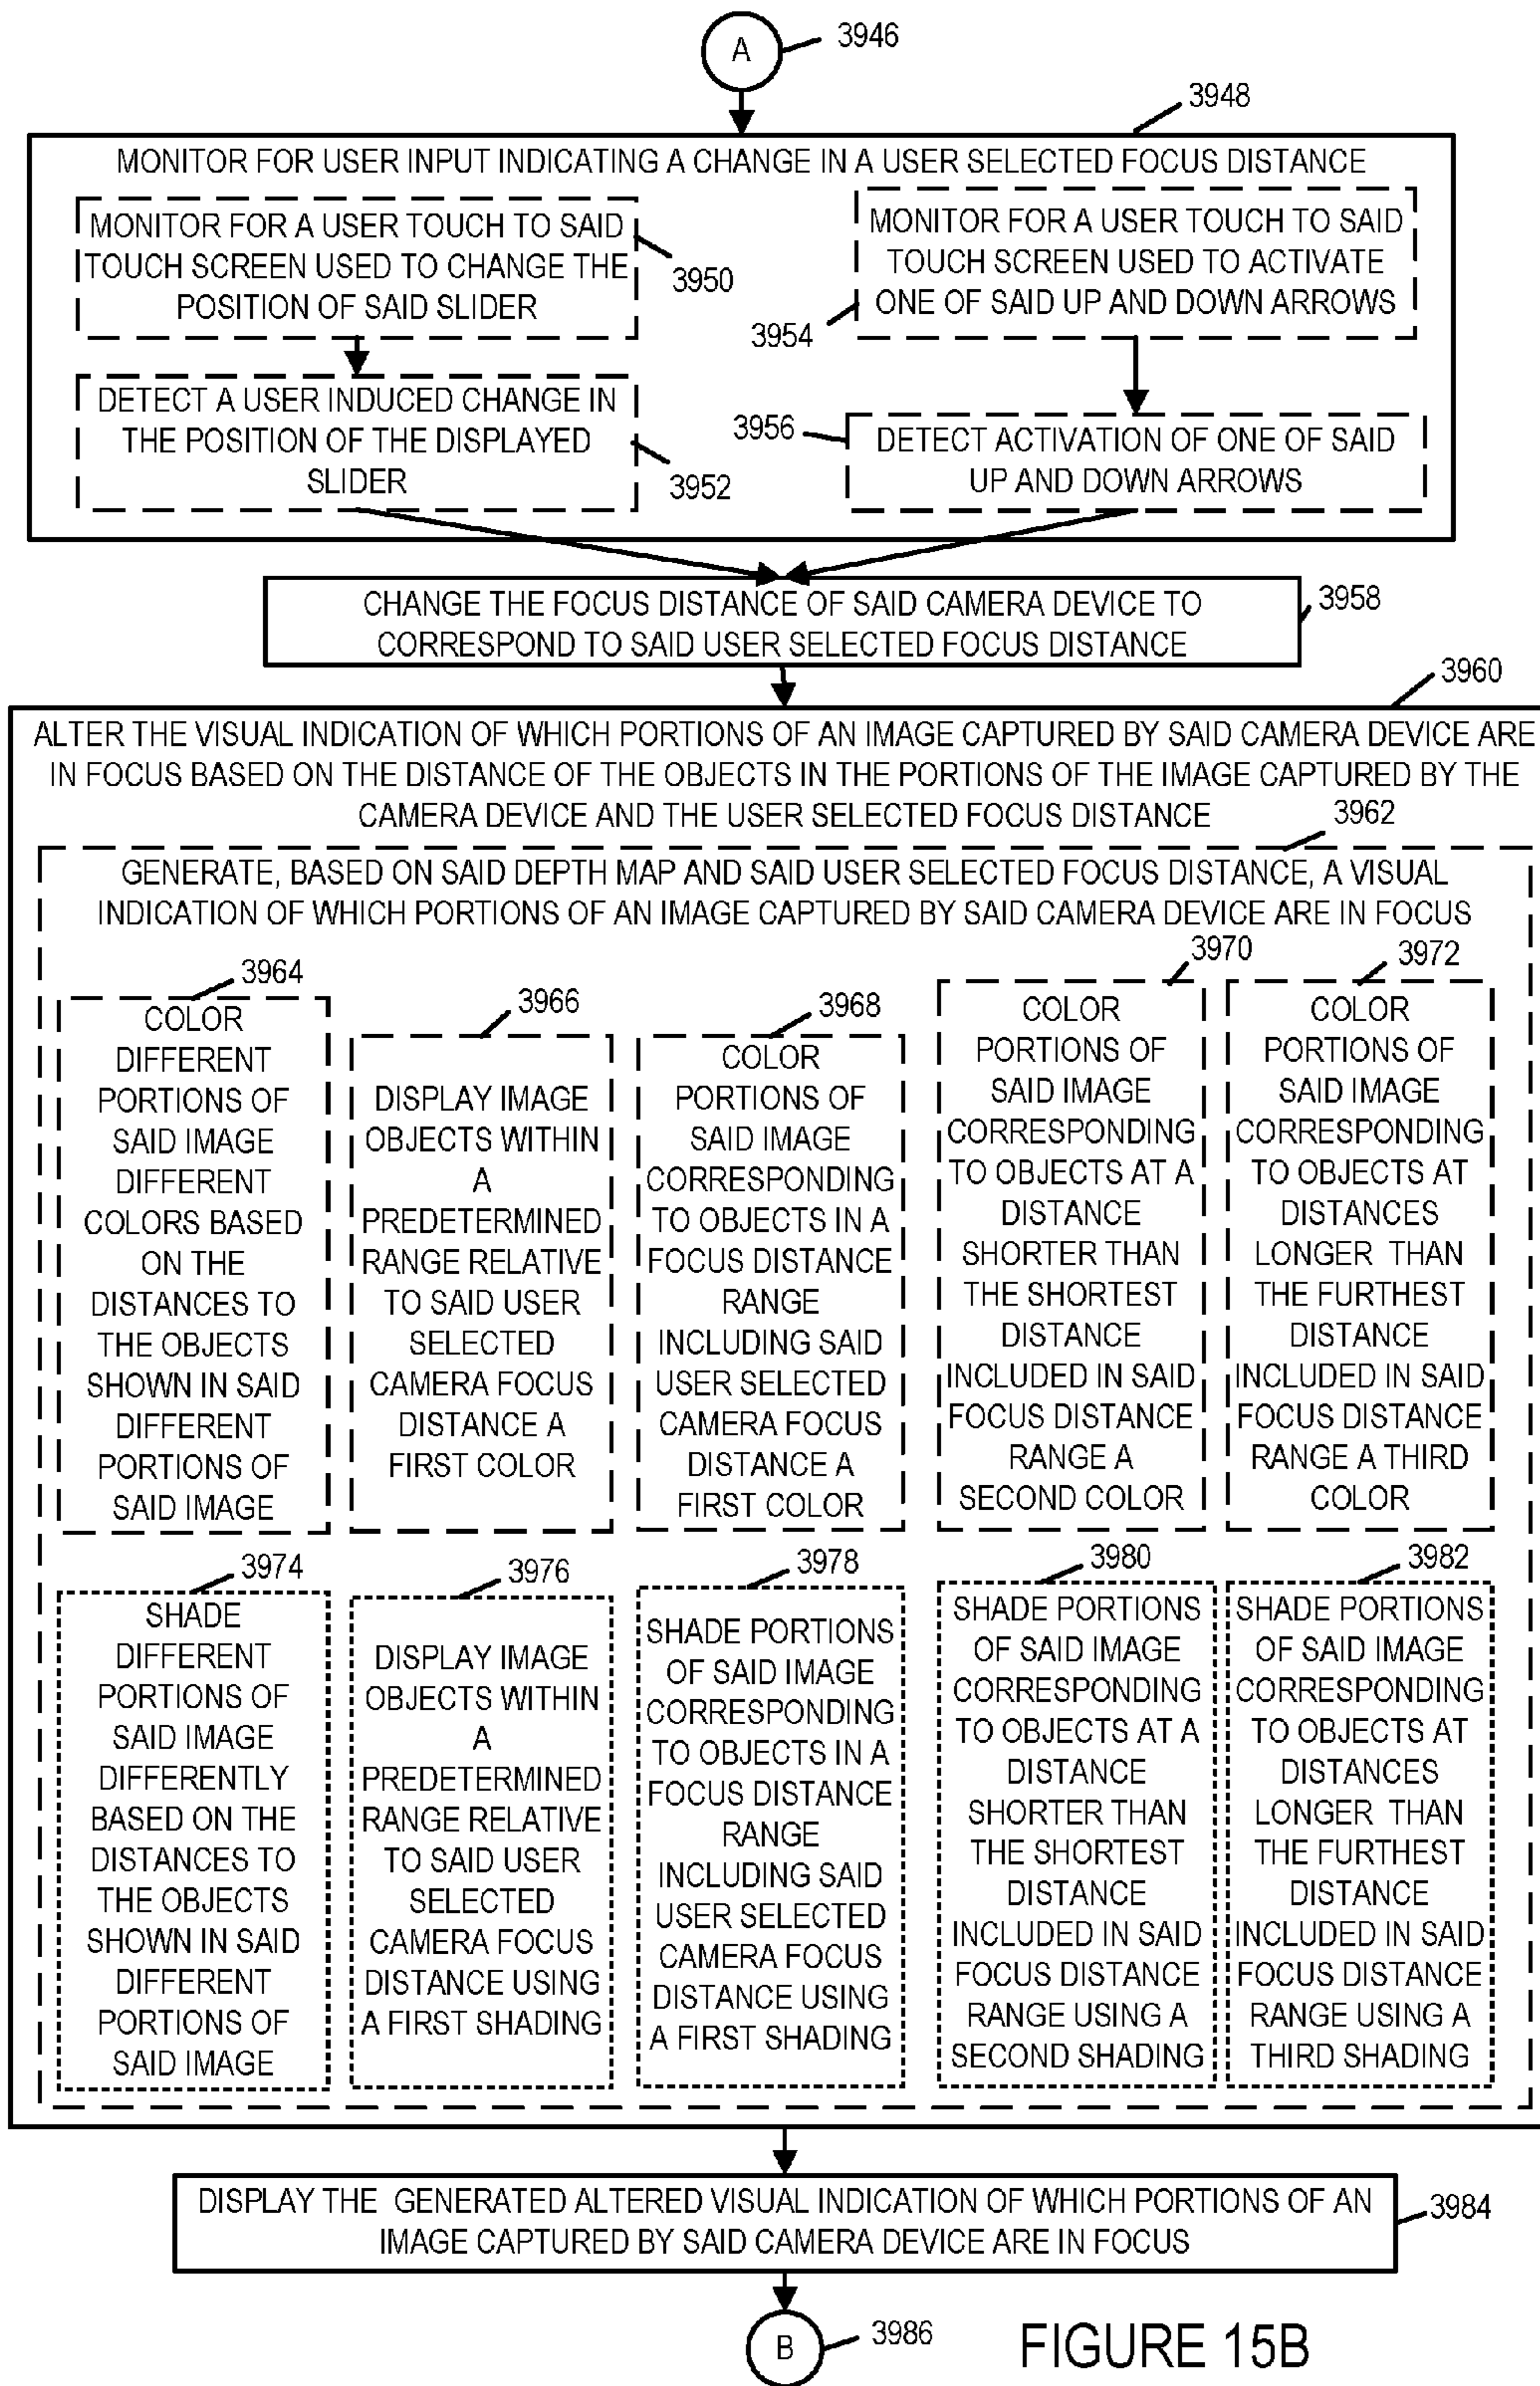 A
3946
3948
MONITOR FOR USER INPUT INDICATING A CHANGE IN A USER SELECTED FOCUS DISTANCE
MONITOR FOR A USER TOUCH TO SAID
TOUCH SCREEN USED TO CHANGE THE
POSITION OF SAID SLIDER
3950
DETECT A USER INDUCED CHANGE IN
THE POSITION OF THE DISPLAYED
SLIDER
3952
MONITOR FOR A USER TOUCH TO SAID
TOUCH SCREEN USED TO ACTIVATE
ONE OF SAID UP AND DOWN ARROWS
3954
3956
DETECT ACTIVATION OF ONE OF SAID
UP AND DOWN ARROWS
CHANGE THE FOCUS DISTANCE OF SAID CAMERA DEVICE TO
CORRESPOND TO SAID USER SELECTED FOCUS DISTANCE
3958
3960
ALTER THE VISUAL INDICATION OF WHICH PORTIONS OF AN IMAGE CAPTURED BY SAID CAMERA DEVICE ARE
IN FOCUS BASED ON THE DISTANCE OF THE OBJECTS IN THE PORTIONS OF THE IMAGE CAPTURED BY THE
CAMERA DEVICE AND THE USER SELECTED FOCUS DISTANCE
3962
GENERATE, BASED ON SAID DEPTH MAP AND SAID USER SELECTED FOCUS DISTANCE, A VISUAL
INDICATION OF WHICH PORTIONS OF AN IMAGE CAPTURED BY SAID CAMERA DEVICE ARE IN FOCUS
3964
COLOR
DIFFERENT
PORTIONS OF
SAID IMAGE
DIFFERENT
COLORS BASED
ON THE
DISTANCES TO
THE OBJECTS
SHOWN IN SAID
DIFFERENT
PORTIONS OF
SAID IMAGE
3966
DISPLAY IMAGE
OBJECTS WITHIN
A
PREDETERMINED
RANGE RELATIVE
TO SAID USER
SELECTED
CAMERA FOCUS
DISTANCE A
FIRST COLOR
3968
COLOR
PORTIONS OF
SAID IMAGE
CORRESPONDING
TO OBJECTS IN A
FOCUS DISTANCE
RANGE
INCLUDING SAID
USER SELECTED
CAMERA FOCUS
DISTANCE A
FIRST COLOR
3970
COLOR
PORTIONS OF
SAID IMAGE
CORRESPONDING
TO OBJECTS AT A
DISTANCE
SHORTER THAN
THE SHORTEST
DISTANCE
INCLUDED IN SAID
FOCUS DISTANCE
RANGE A
SECOND COLOR
3972
COLOR
PORTIONS OF
SAID IMAGE
CORRESPONDING
TO OBJECTS AT
DISTANCES
LONGER THAN
THE FURTHEST
DISTANCE
INCLUDED IN SAID
FOCUS DISTANCE
RANGE A THIRD
COLOR
3974
SHADE
DIFFERENT
PORTIONS OF
SAID IMAGE
DIFFERENTLY
BASED ON THE
DISTANCES TO
THE OBJECTS
SHOWN IN SAID
DIFFERENT
PORTIONS OF
SAID IMAGE
3976
DISPLAY IMAGE
OBJECTS WITHIN
A
PREDETERMINED
RANGE RELATIVE
TO SAID USER
SELECTED
CAMERA FOCUS
DISTANCE USING
A FIRST SHADING
3978
SHADE PORTIONS
OF SAID IMAGE
CORRESPONDING
TO OBJECTS IN A
FOCUS DISTANCE
RANGE
INCLUDING SAID
USER SELECTED
CAMERA FOCUS
DISTANCE USING
A FIRST SHADING
3980
SHADE PORTIONS
OF SAID IMAGE
CORRESPONDING
TO OBJECTS AT A
DISTANCE
SHORTER THAN
THE SHORTEST
DISTANCE
INCLUDED IN SAID
FOCUS DISTANCE
RANGE USING A
SECOND SHADING
3982
SHADE PORTIONS
OF SAID IMAGE
CORRESPONDING
TO OBJECTS AT
DISTANCES
LONGER THAN
THE FURTHEST
DISTANCE
INCLUDED IN SAID
FOCUS DISTANCE
RANGE USING A
THIRD SHADING
DISPLAY THE GENERATED ALTERED VISUAL INDICATION OF WHICH PORTIONS OF AN
IMAGE CAPTURED BY SAID CAMERA DEVICE ARE IN FOCUS
3984
B
3986
FIGURE 15B